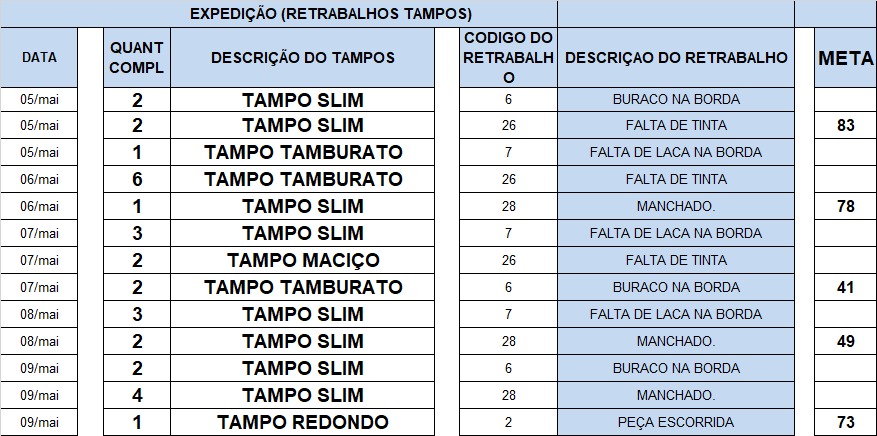 EXPEDIÇÃO (RETRABALHOS TAMPOS)
DATA QUANT COMPL DESCRIÇÃO DO TAMPOS CODIGO DO RETRABALHO DESCRIÇAO DO RETRABALHO META
05/mai 2 TAMPO SLIM 6 BURACO NA BORDA
05/mai 2 TAMPO SLIM 26 FALTA DE TINTA 83
05/mai 1 TAMPO TAMBURATO 7 FALTA DE LACA NA BORDA
06/mai 6 TAMPO TAMBURATO 26 FALTA DE TINTA
06/mai 1 TAMPO SLIM 28 MANCHADO. 78
07/mai 3 TAMPO SLIM 7 FALTA DE LACA NA BORDA
07/mai 2 TAMPO MACIÇO 26 FALTA DE TINTA
07/mai 2 TAMPO TAMBURATO 6 BURACO NA BORDA 41
08/mai 3 TAMPO SLIM 7 FALTA DE LACA NA BORDA
08/mai 2 TAMPO SLIM 28 MANCHADO. 49
09/mai 2 TAMPO SLIM 6 BURACO NA BORDA
09/mai 4 TAMPO SLIM 28 MANCHADO.
09/mai 1 TAMPO REDONDO 2 PEÇA ESCORRIDA 73